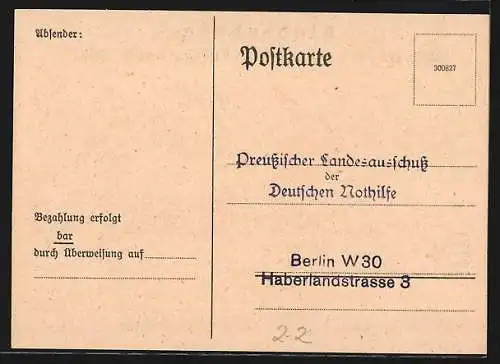 Absender:
Postkarte
300827
Preußischer Landesausschuß
der
Deutschen Nothilfe
Bezahlung erfolgt
bar
durch Überweisung auf
Berlin W30
Haberlandstrasse 3
2-2